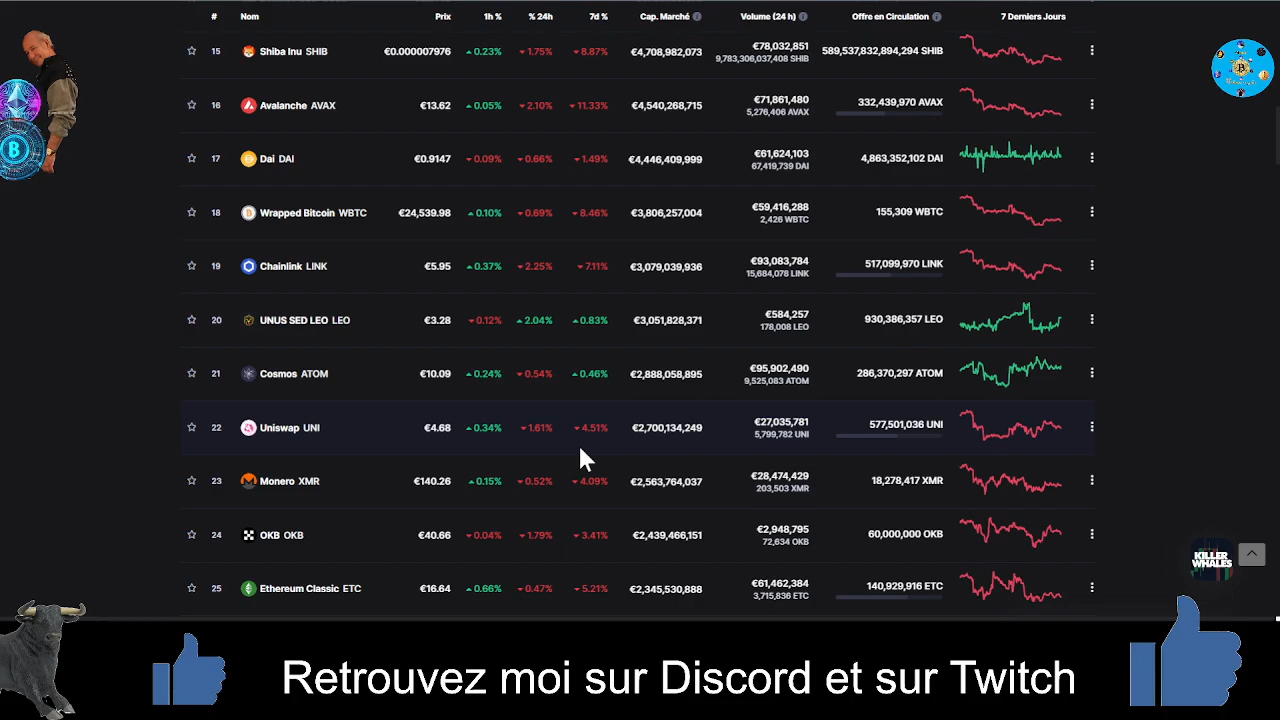 # Nom Prix 1h % % 24h 7d % Cap. Marché Volume (24 h) Offre en Circulation 7 Derniers Jours
15 Shiba Inu SHIB €0.000007976 0.23% 1.75% 8.87% €4,708,982,073 €78,032,851 589,537,832,894,294 SHIB
9,783,306,037,408 SHIB
16 Avalanche AVAX €13.62 0.05% 2.10% 11.33% €4,540,268,715 €71,861,480 332,439,970 AVAX
5,276,406 AVAX
17 Dai DAI €0.9147 0.09% 0.66% 1.49% €4,446,409,999 €61,624,103 4,863,352,102 DAI
67,419,739 DAI
18 Wrapped Bitcoin WBTC €24,539.98 0.10% 0.69% 8.46% €3,806,257,004 €59,416,288 155,309 WBTC
2,426 WBTC
19 Chainlink LINK €5.95 0.37% 2.25% 7.11% €3,079,039,936 €93,083,784 517,099,970 LINK
15,684,078 LINK
20 UNUS SED LEO LEO €3.28 0.12% 2.04% 0.83% €3,051,828,371 €584,257 930,386,357 LEO
178,008 LEO
21 Cosmos ATOM €10.09 0.24% 0.54% 0.46% €2,888,058,895 €95,902,490 286,370,297 ATOM
9,525,083 ATOM
22 Uniswap UNI €4.68 0.34% 1.61% 4.51% €2,700,134,249 €27,035,781 577,501,036 UNI
5,799,782 UNI
23 Monero XMR €140.26 0.15% 0.52% 4.09% €2,563,764,037 €28,474,429 18,278,417 XMR
203,503 XMR
24 OKB OKB €40.66 0.04% 1.79% 3.41% €2,439,466,151 €2,948,795 60,000,000 OKB
72,634 OKB
KILLER
WHALES
25 Ethereum Classic ETC €16.64 0.66% 0.47% 5.21% €2,345,530,888 €61,462,384 140,929,916 ETC
3,715,836 ETC
Retrouvez moi sur Discord et sur Twitch